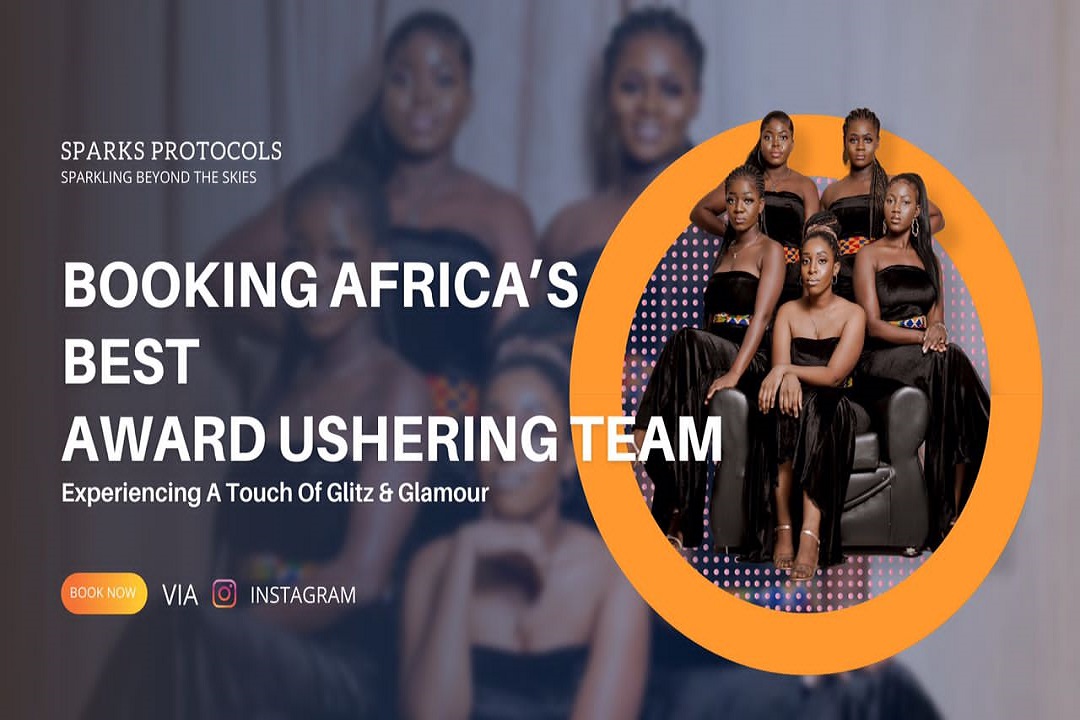 SPARKS PROTOCOLS
SPARKLING BEYOND THE SKIES
BOOKING AFRICA’S
BEST
AWARD USHERING TEAM
Experiencing A Touch Of Glitz & Glamour
BOOK NOW VIA INSTAGRAM